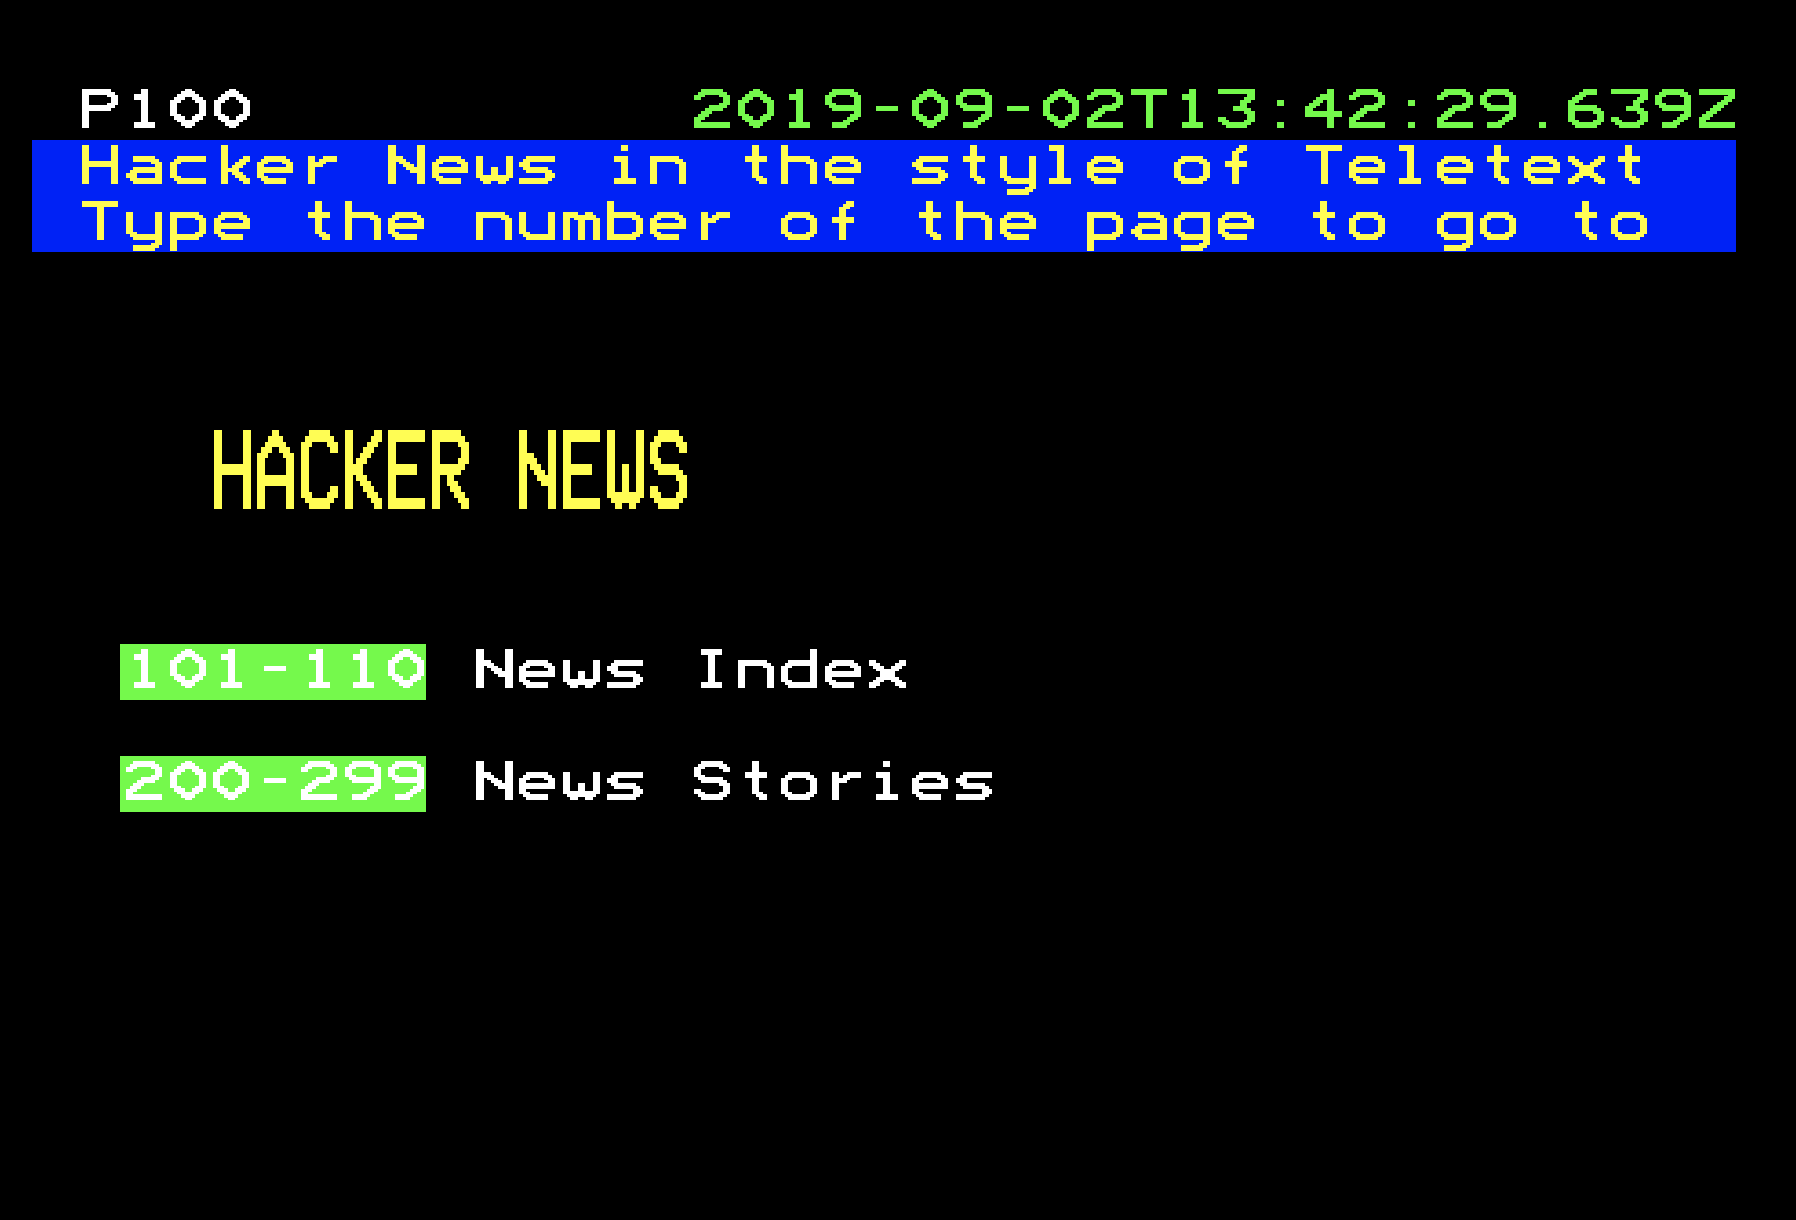 P100 2019-09-02T13:42:29.639Z
Hacker News in the style of Teletext
Type the number of the page to go to
HACKER NEWS
101-110 News Index
200-299 News Stories